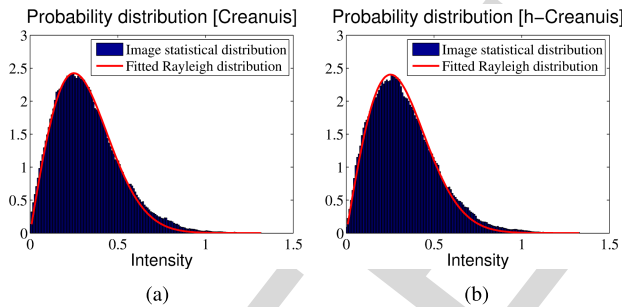 Probability distribution [Creanuis]
Image statistical distribution
Fitted Rayleigh distribution
3
2.5
2
1.5
1
0.5
0
0 0.5 1 1.5
Intensity
(a)
Probability distribution [h-Creanuis]
Image statistical distribution
Fitted Rayleigh distribution
3
2.5
2
1.5
1
0.5
0
0 0.5 1 1.5
Intensity
(b)